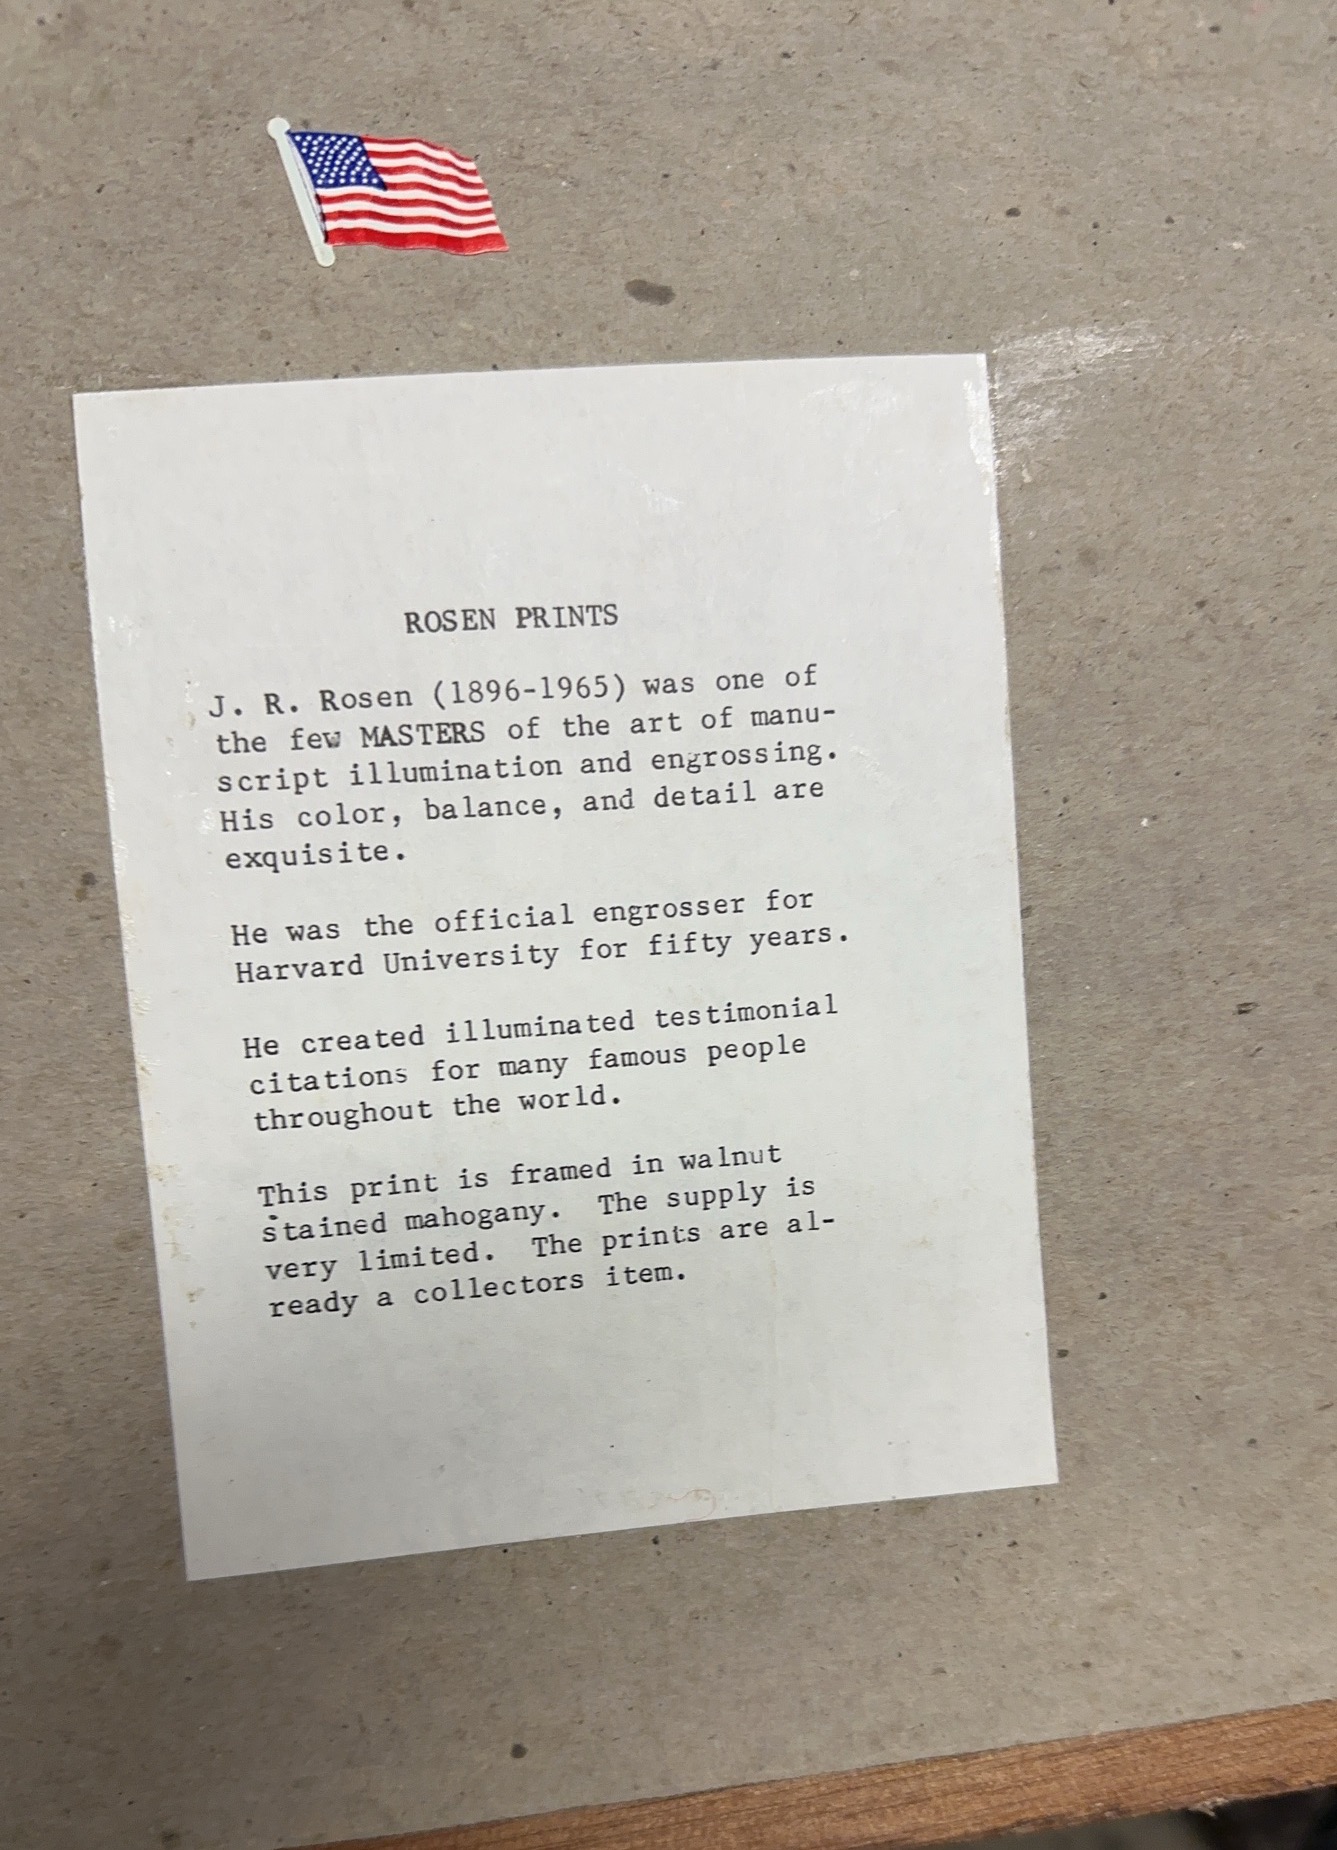 ROSEN PRINTS
J. R. Rosen (1896-1965) was one of
the few MASTERS of the art of manu-
script illumination and engrossing.
His color, balance, and detail are
exquisite.
He was the official engrosser for
Harvard University for fifty years.
He created illuminated testimonial
citations for many famous people
throughout the world.
This print is framed in walnut
stained mahogany. The supply is
very limited. The prints are al-
ready a collectors item.